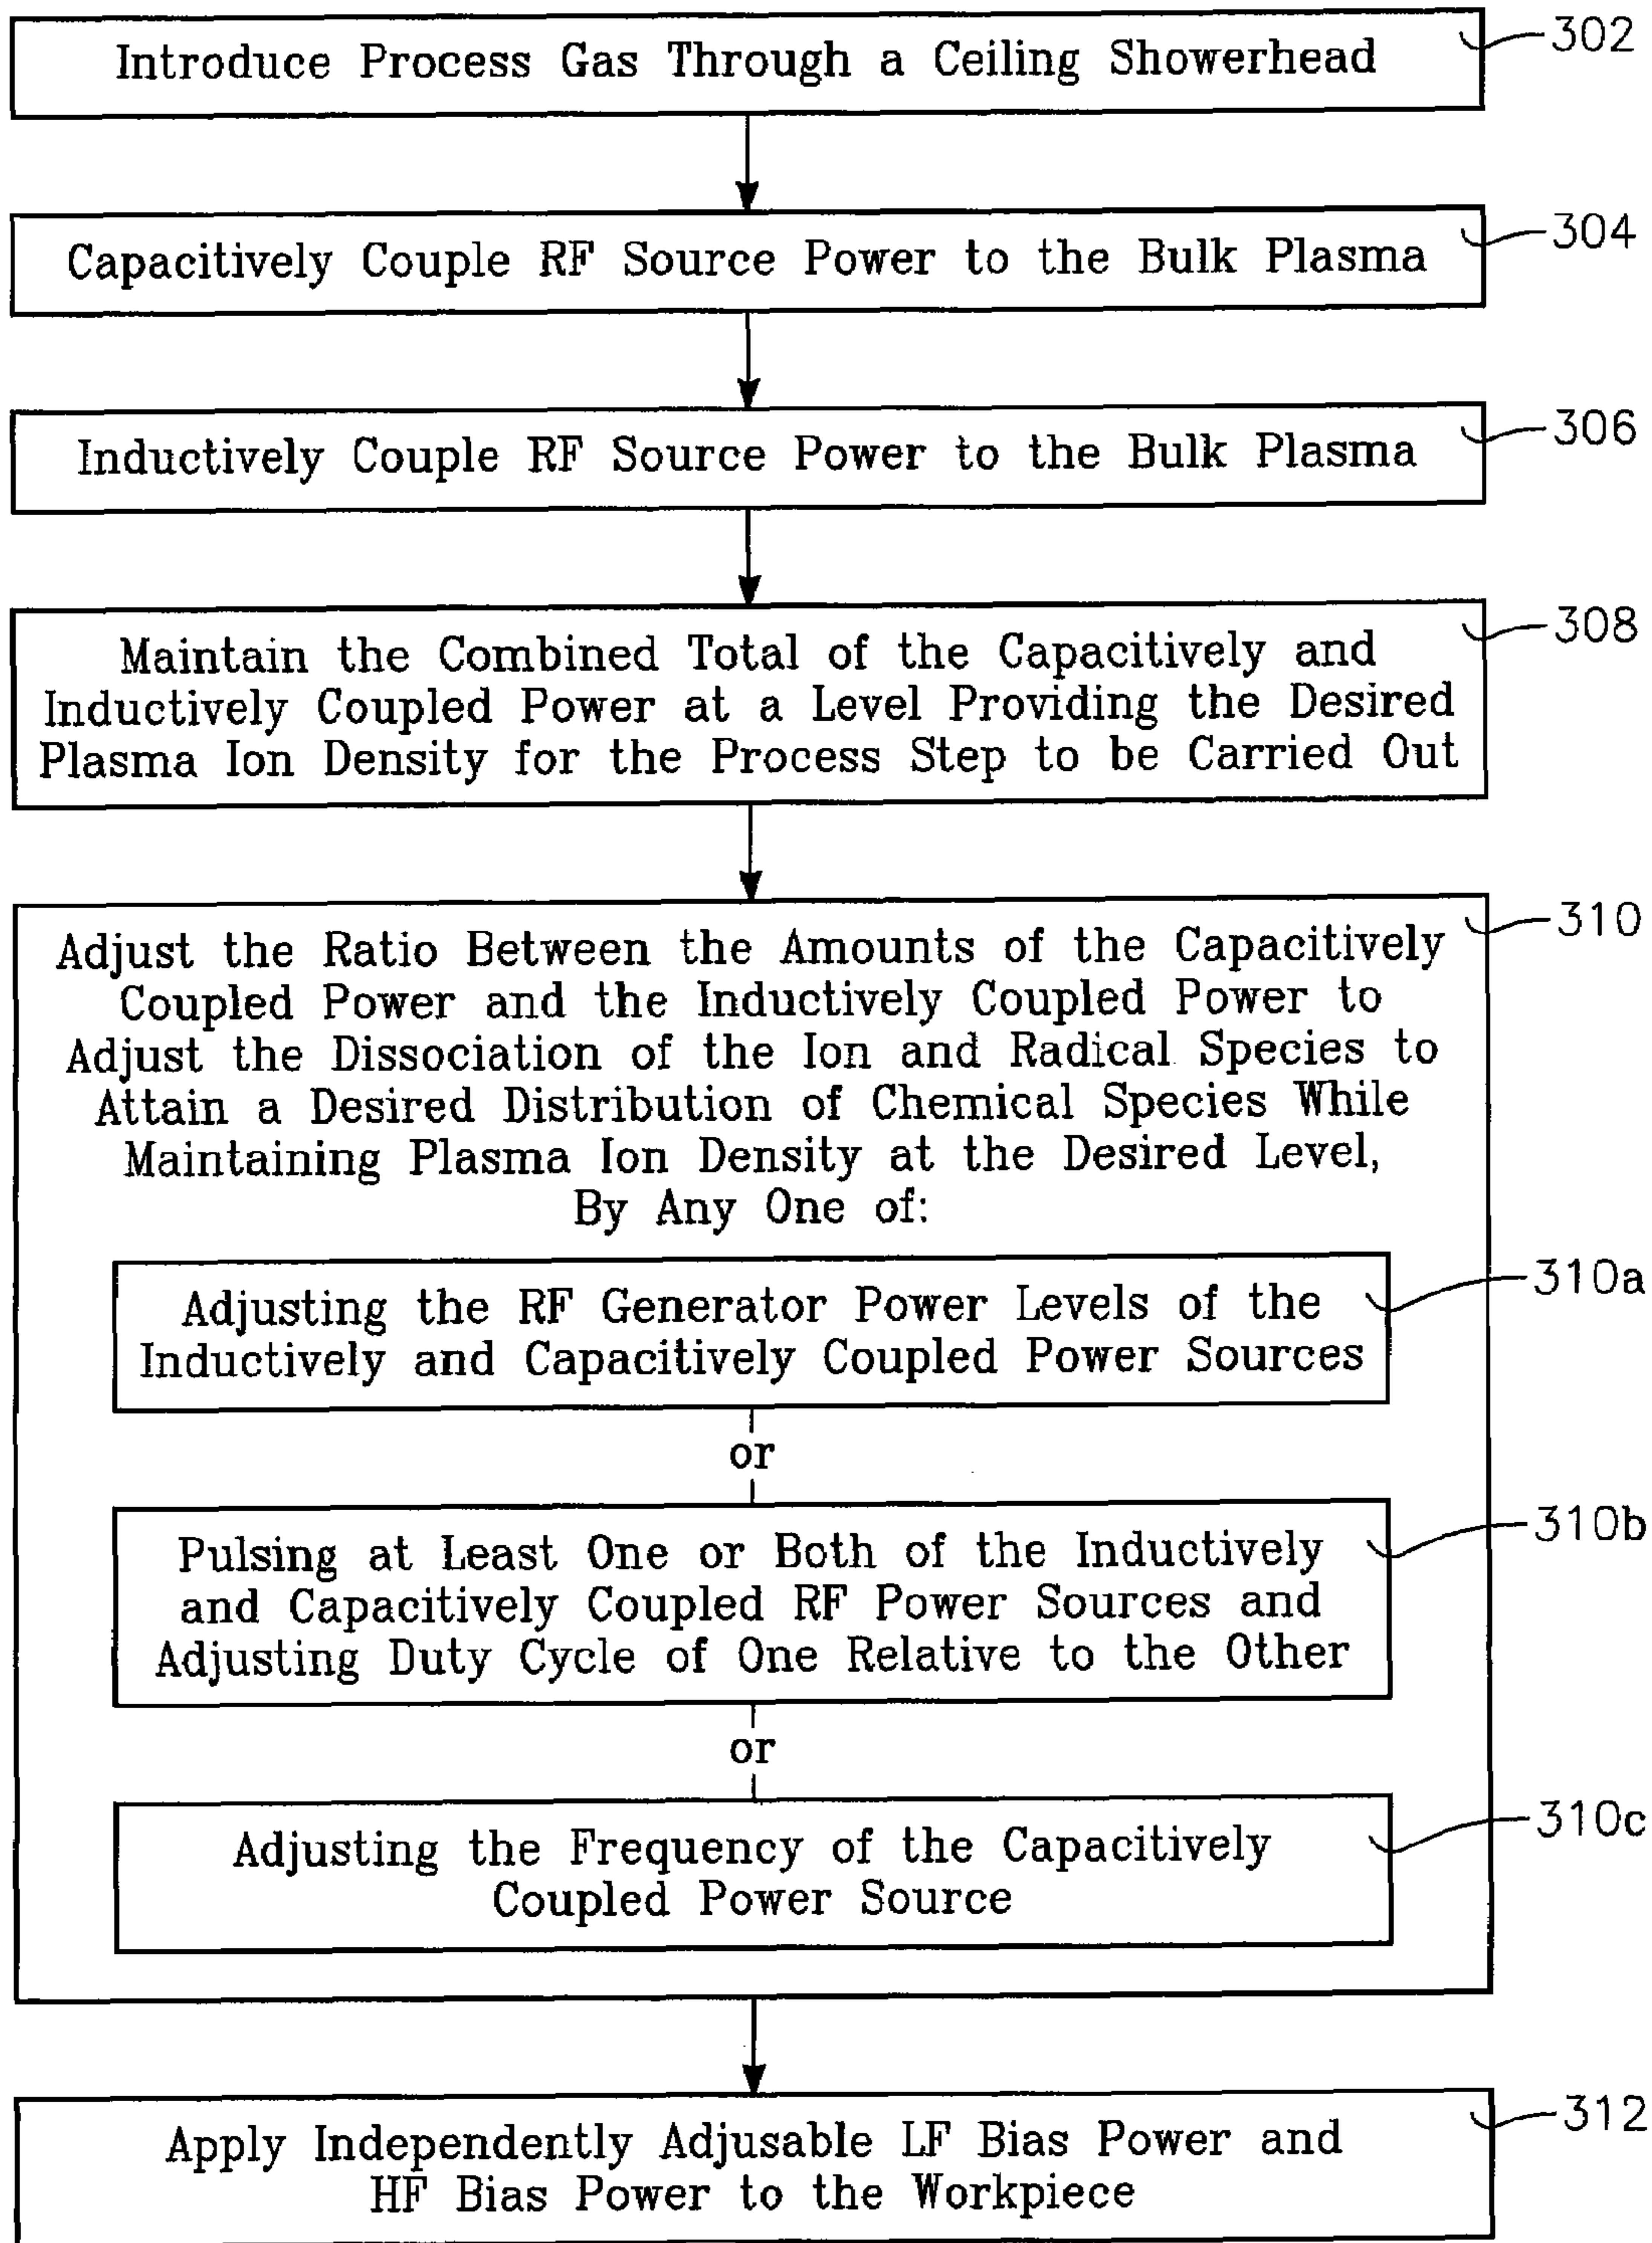 Introduce Process Gas Through a Ceiling Showerhead
302
Capacitively Couple RF Source Power to the Bulk Plasma
304
Inductively Couple RF Source Power to the Bulk Plasma
306
Maintain the Combined Total of the Capacitively and
Inductively Coupled Power at a Level Providing the Desired
Plasma Ion Density for the Process Step to be Carried Out
308
Adjust the Ratio Between the Amounts of the Capacitively
Coupled Power and the Inductively Coupled Power to
Adjust the Dissociation of the Ion and Radical Species to
Attain a Desired Distribution of Chemical Species While
Maintaining Plasma Ion Density at the Desired Level,
By Any One of:
310
Adjusting the RF Generator Power Levels of the
Inductively and Capacitively Coupled Power Sources
310a
or
Pulsing at Least One or Both of the Inductively
and Capacitively Coupled RF Power Sources and
Adjusting Duty Cycle of One Relative to the Other
310b
or
Adjusting the Frequency of the Capacitively
Coupled Power Source
310c
Apply Independently Adjusable LF Bias Power and
HF Bias Power to the Workpiece
312